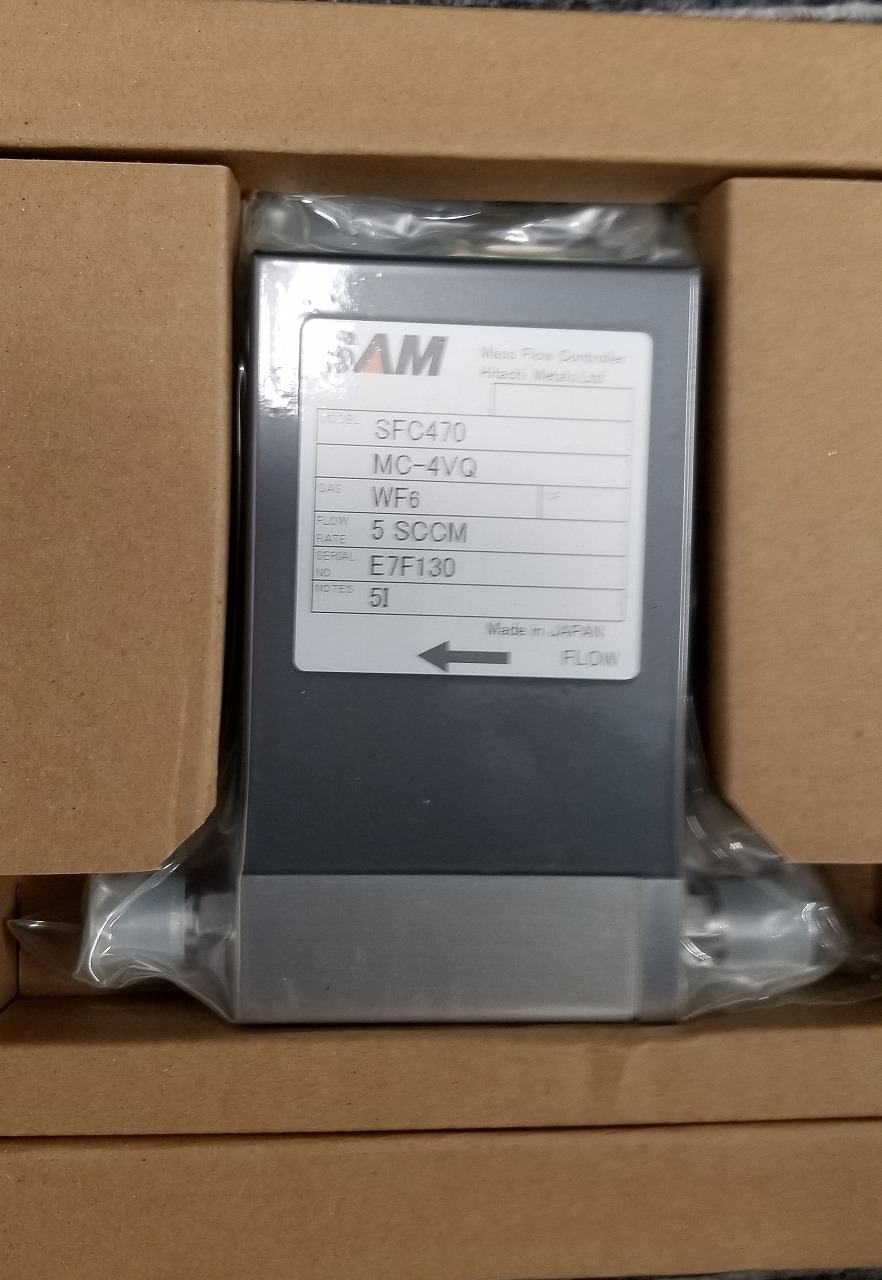 SAM
Mass Flow Controller
Hitachi Metals,Ltd
MODEL SFC470
MC-4VQ
GAS WF6 SF
FLOW RATE 5 SCCM
SERIAL NO E7F130
NOTES 5I
Made in JAPAN
FLOW